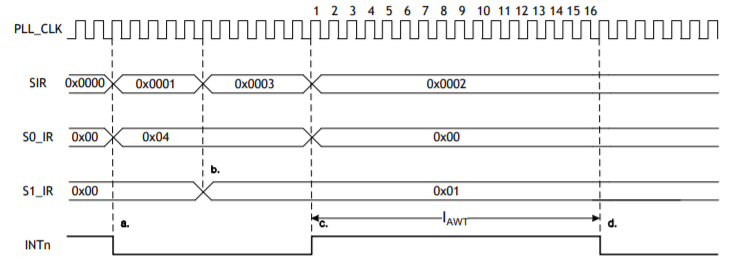 1 2 3 4 5 6 7 8 9 10 11 12 13 14 15 16
PLL_CLK
SIR 0x0000 0x0001 0x0003 0x0002
S0_IR 0x00 0x04 0x00
b.
S1_IR 0x00 0x01
a. c. IAWT d.
INTn